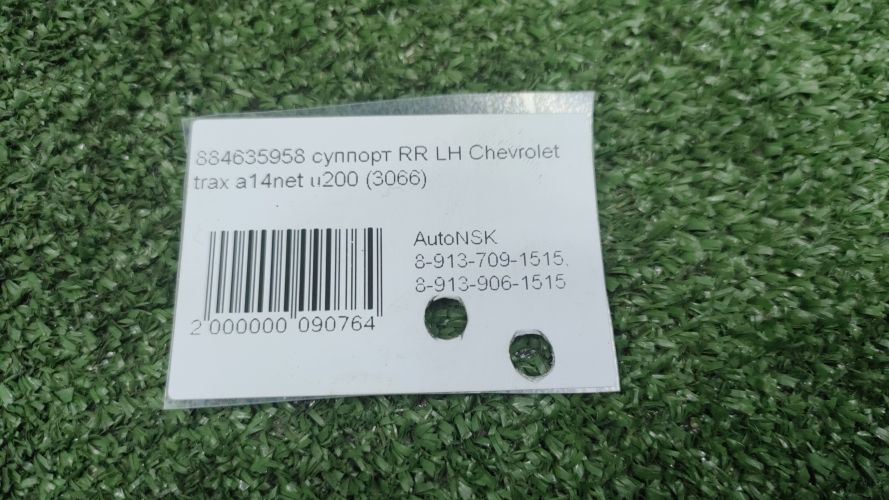 884635958 суппорт RR LH Chevrolet
trax a14net u200 (3066)
AutoNSK
8-913-709-1515,
8-913-906-1515
2 000000 090764